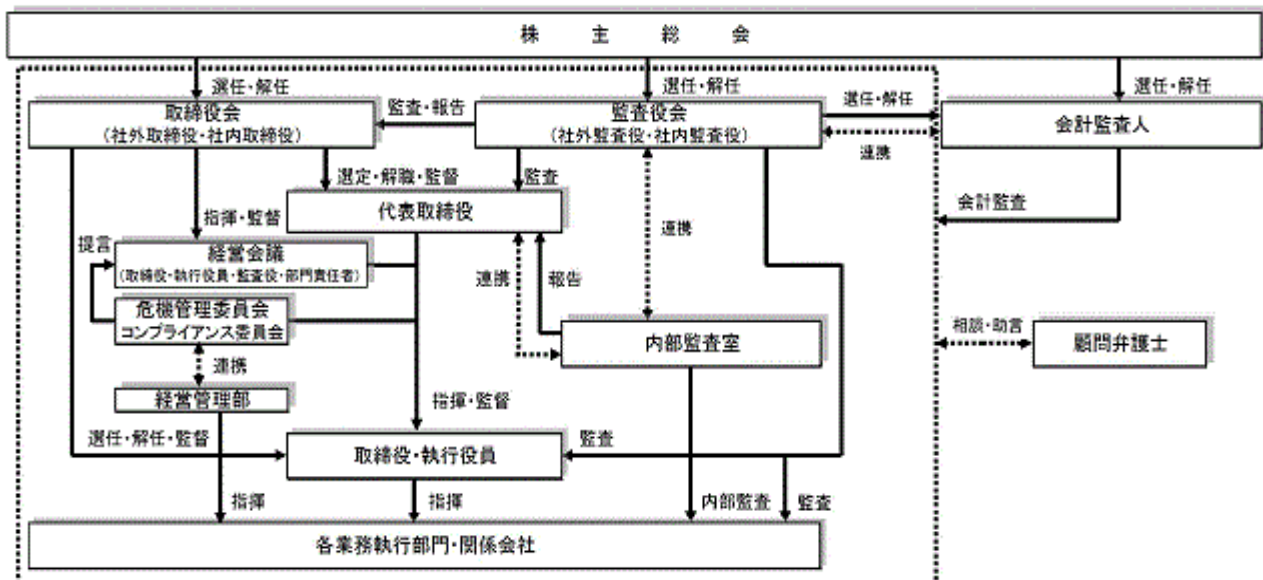 株主総会
選任・解任
選任・解任
選任・解任
取締役会
(社外取締役・社内取締役)
監査・報告
監査役会
(社外監査役・社内監査役)
選任・解任
連携
会計監査人
選定・解職・監督
監査
代表取締役
会計監査
指揮・監督
提言
経営会議
(取締役・執行役員・監査役・部門責任者)
連携
報告
連携
危機管理委員会
コンプライアンス委員会
内部監査室
相談・助言
顧問弁護士
連携
経営管理部
指揮・監督
選任・解任・監督
取締役・執行役員
監査
指揮
指揮
内部監査
監査
各業務執行部門・関係会社